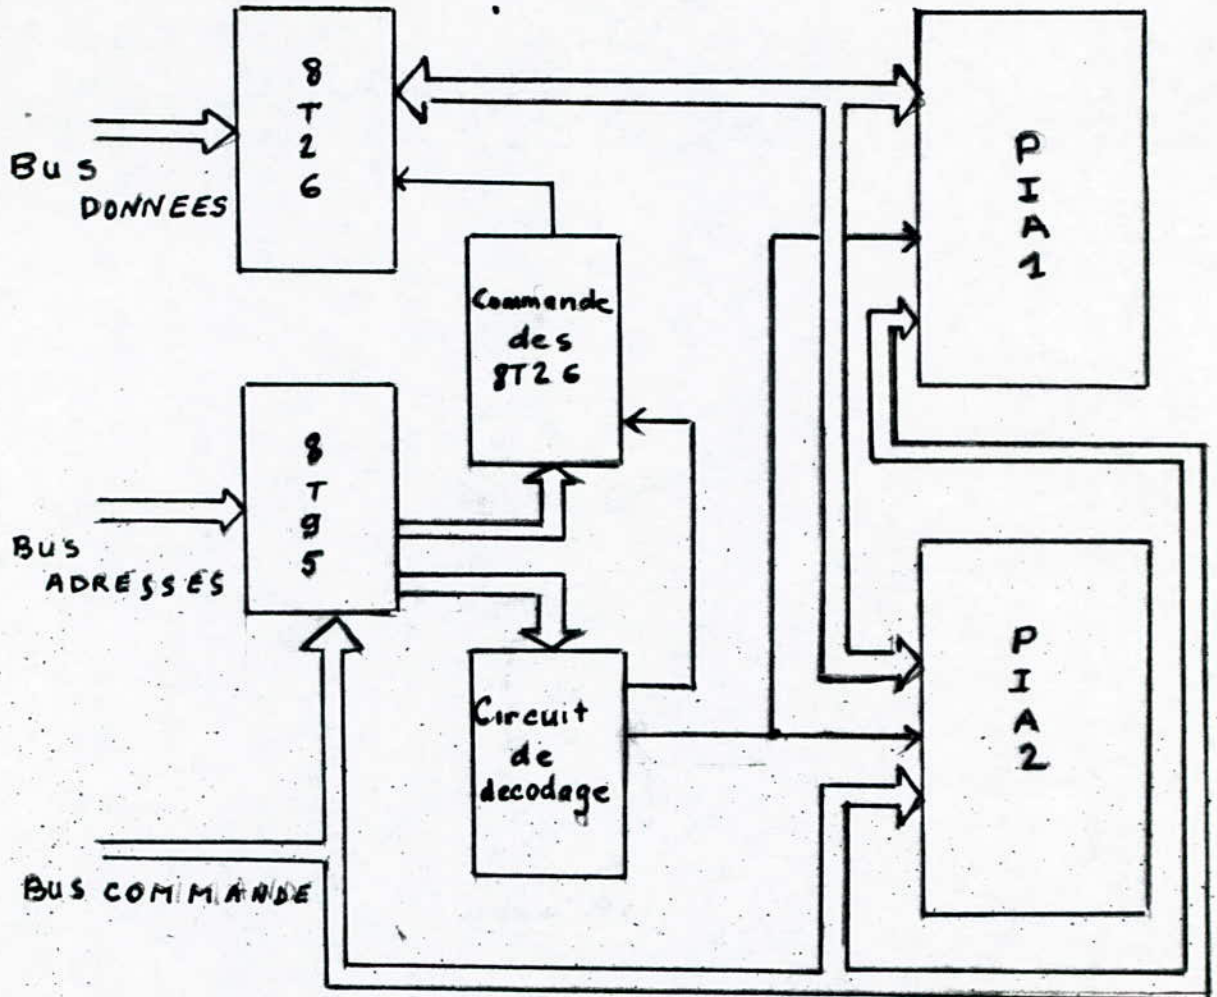 8
T
2
6
Bus
DONNEES
Commande
des
8T26
8
T
9
5
Bus
ADRESSES
Circuit
de
decodage
BUS COMMANDE
P
I
A
1
P
I
A
2